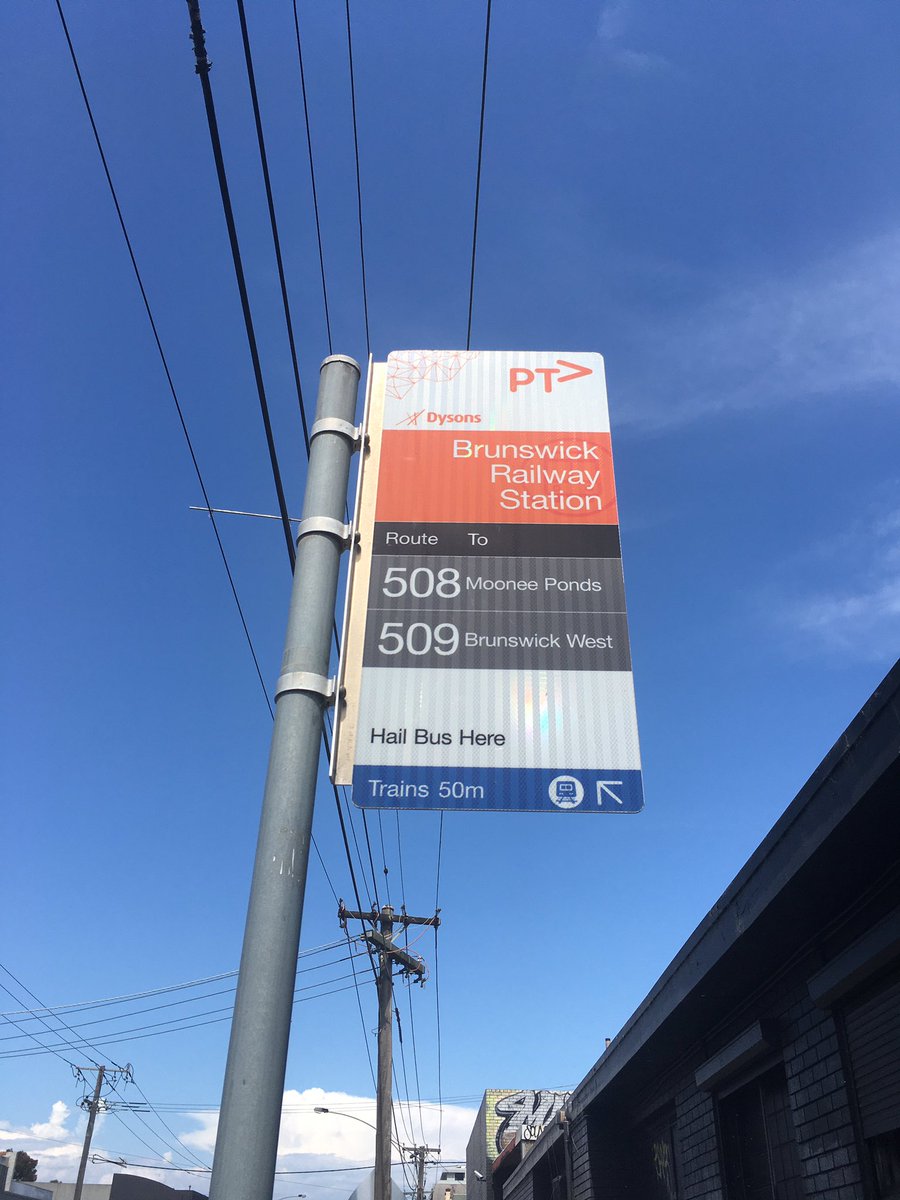 PT>
Dysons
Brunswick
Railway
Station
Route To
508 Moonee Ponds
509 Brunswick West
Hail Bus Here
Trains 50m